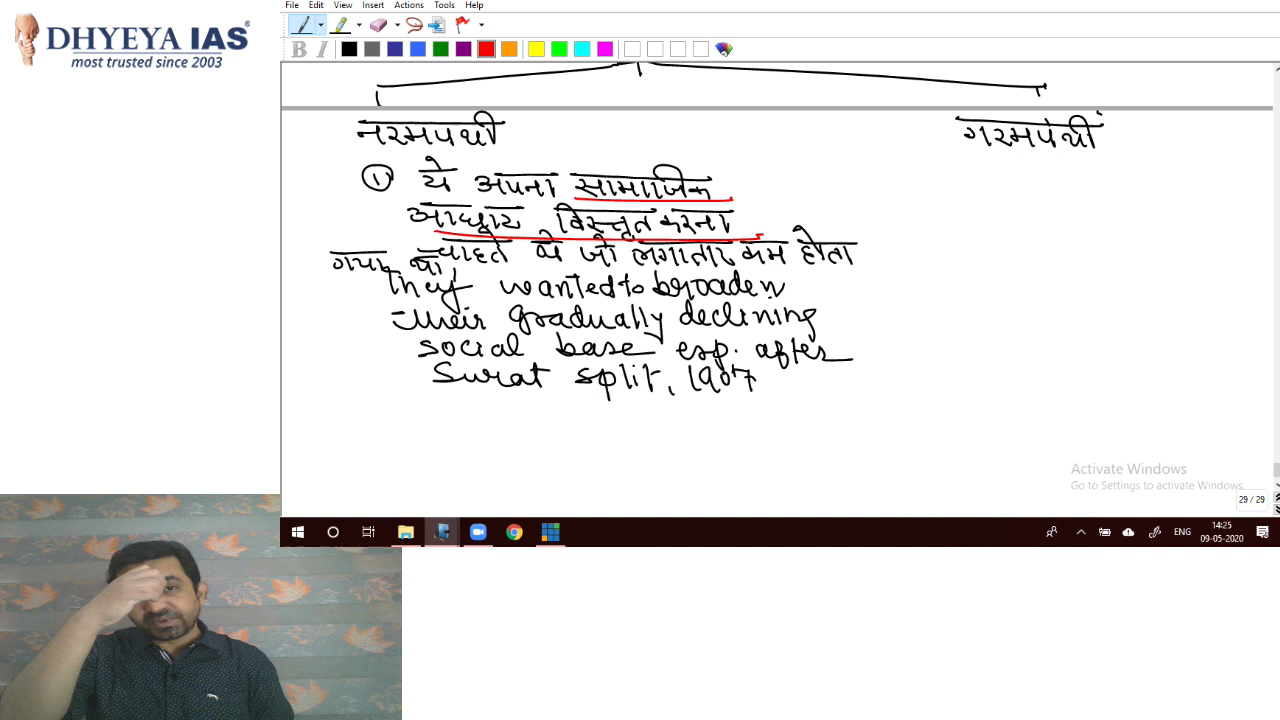 DHYEYA IAS®
most trusted since 2003
File Edit View Insert Actions Tools Help
B I
नरमपंथी
गरमपंथी
① ये अपना सामाजिक
आधार विस्तृत करना
चाहते थे जो लगातार कम होता
गया था।
They wanted to broaden
their gradually declining
social base esp. after
Surat split, 1907
Activate Windows
Go to Settings to activate Windows.
29 / 29
ENG
14:25
09-05-2020